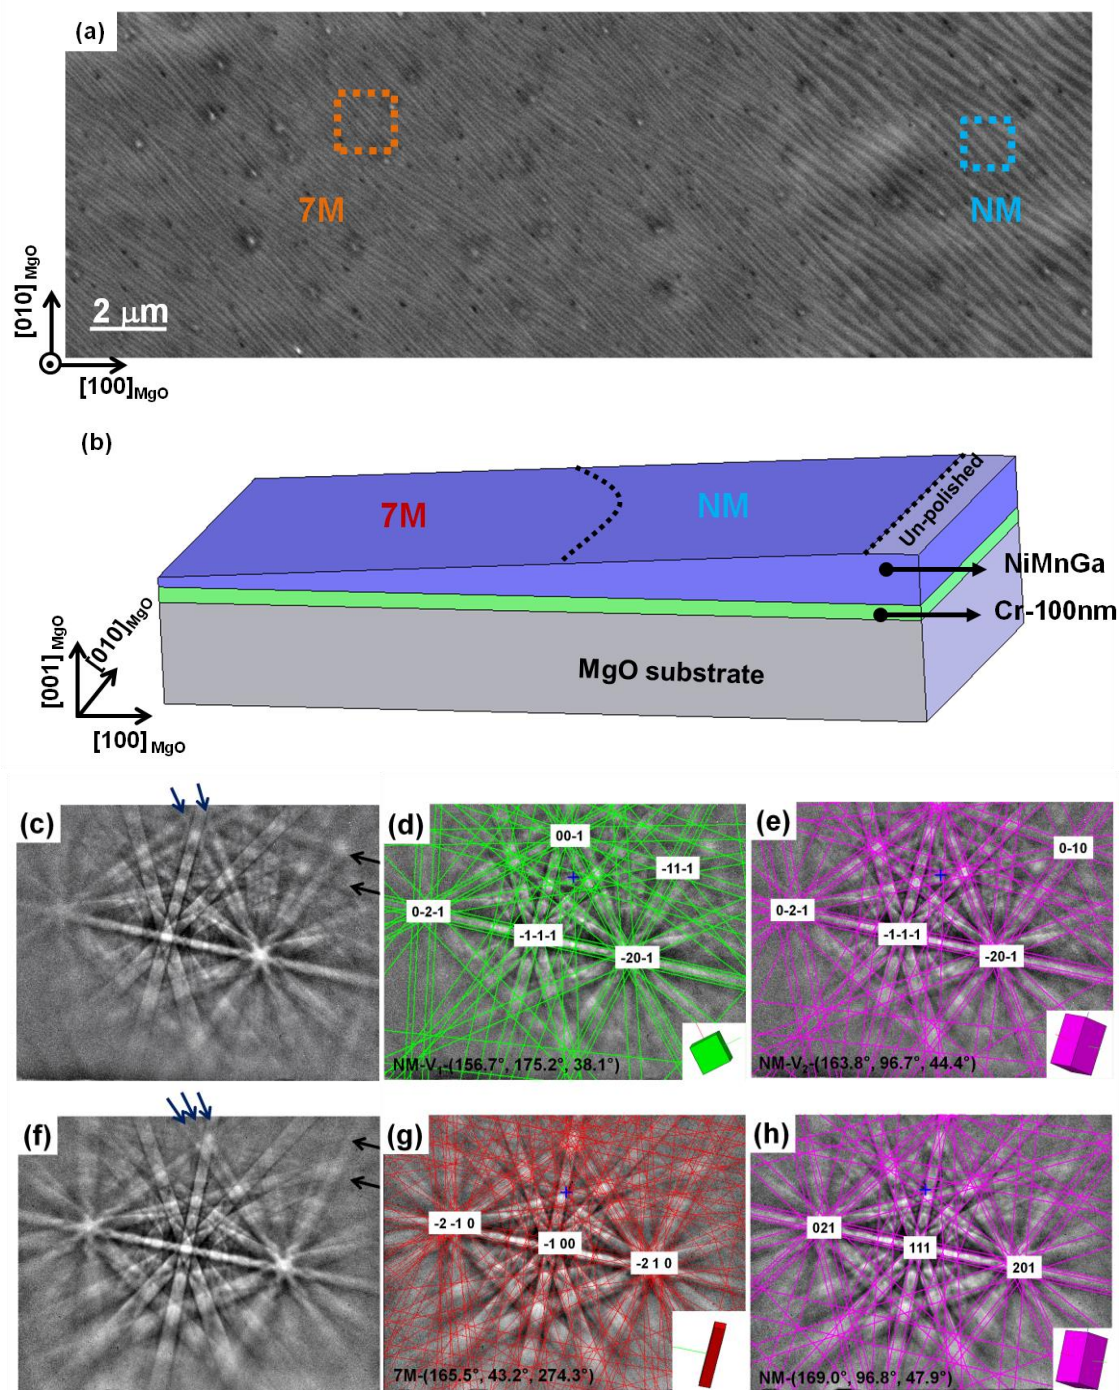 (a)
7M
NM
[010]MgO
2 μm
[100]MgO
(b)
7M
NM
Un-polished
NiMnGa
Cr-100nm
MgO substrate
[001]MgO
[010]MgO
[100]MgO
(c)
(d)
00-1
-11-1
0-2-1
-1-1-1
-20-1
NM-V1-(156.7°, 175.2°, 38.1°)
(e)
0-10
0-2-1
-1-1-1
-20-1
NM-V2-(163.8°, 96.7°, 44.4°)
(f)
(g)
-2 -1 0
-1 00
-2 1 0
7M-(165.5°, 43.2°, 274.3°)
(h)
021
111
201
NM-(169.0°, 96.8°, 47.9°)